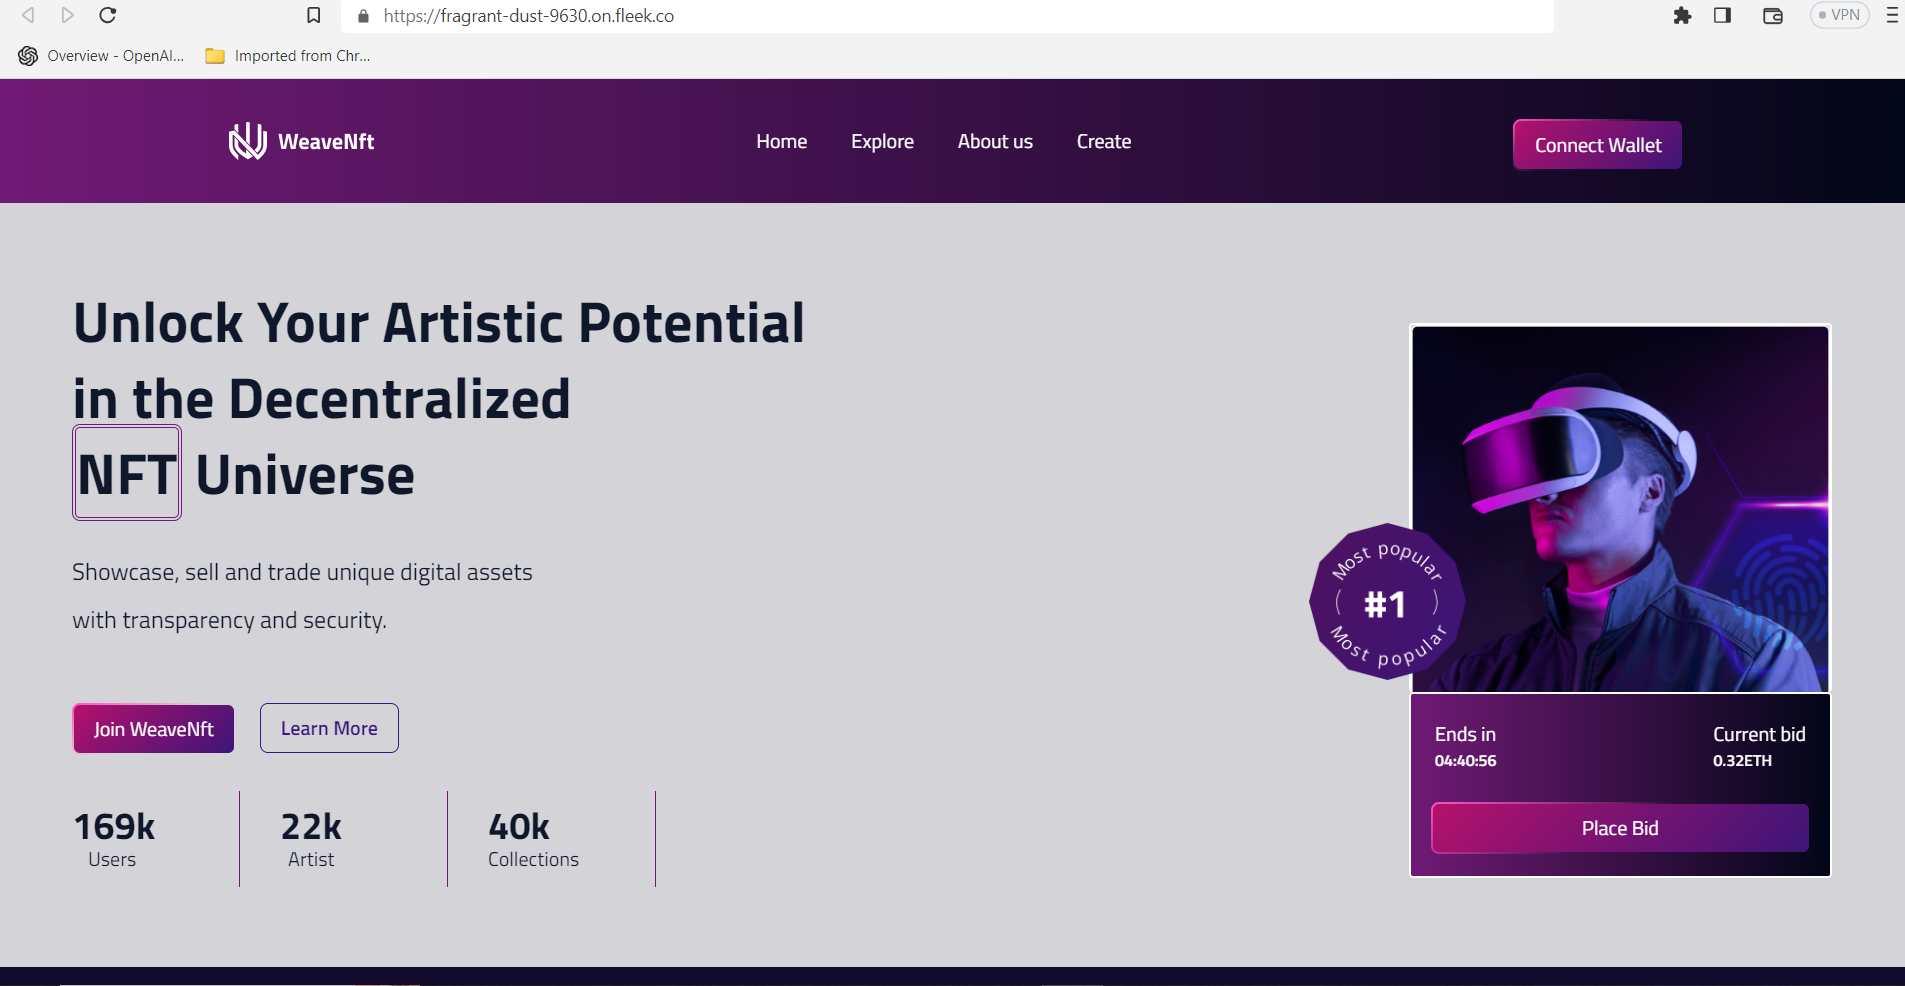 https://fragrant-dust-9630.on.fleek.co
VPN
Overview - OpenAI...
Imported from Chr...
WeaveNft
Home
Explore
About us
Create
Connect Wallet
Unlock Your Artistic Potential
in the Decentralized
NFT Universe
Showcase, sell and trade unique digital assets
with transparency and security.
Join WeaveNft
Learn More
169k
Users
22k
Artist
40k
Collections
Most popular
#1
Most popular
Ends in
04:40:56
Current bid
0.32ETH
Place Bid